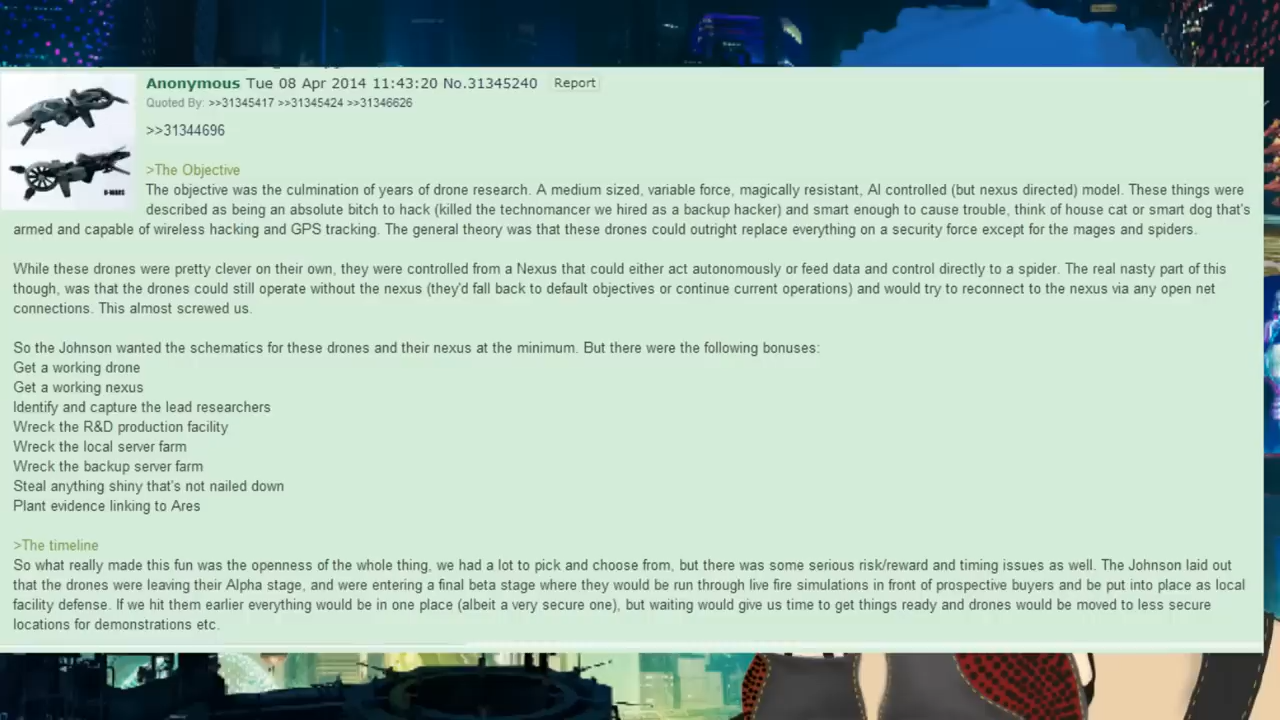 Anonymous Tue 08 Apr 2014 11:43:20 No.31345240 Report
Quoted By: >>31345417 >>31345424 >>31346626
>>31344696
>The Objective
The objective was the culmination of years of drone research. A medium sized, variable force, magically resistant, AI controlled (but nexus directed) model. These things were
described as being an absolute bitch to hack (killed the technomancer we hired as a backup hacker) and smart enough to cause trouble, think of house cat or smart dog that's
armed and capable of wireless hacking and GPS tracking. The general theory was that these drones could outright replace everything on a security force except for the mages and spiders.
While these drones were pretty clever on their own, they were controlled from a Nexus that could either act autonomously or feed data and control directly to a spider. The real nasty part of this
though, was that the drones could still operate without the nexus (they'd fall back to default objectives or continue current operations) and would try to reconnect to the nexus via any open net
connections. This almost screwed us.
So the Johnson wanted the schematics for these drones and their nexus at the minimum. But there were the following bonuses:
Get a working drone
Get a working nexus
Identify and capture the lead researchers
Wreck the R&D production facility
Wreck the local server farm
Wreck the backup server farm
Steal anything shiny that's not nailed down
Plant evidence linking to Ares
>The timeline
So what really made this fun was the openness of the whole thing, we had a lot to pick and choose from, but there was some serious risk/reward and timing issues as well. The Johnson laid out
that the drones were leaving their Alpha stage, and were entering a final beta stage where they would be run through live fire simulations in front of prospective buyers and be put into place as local
facility defense. If we hit them earlier everything would be in one place (albeit a very secure one), but waiting would give us time to get things ready and drones would be moved to less secure
locations for demonstrations etc.